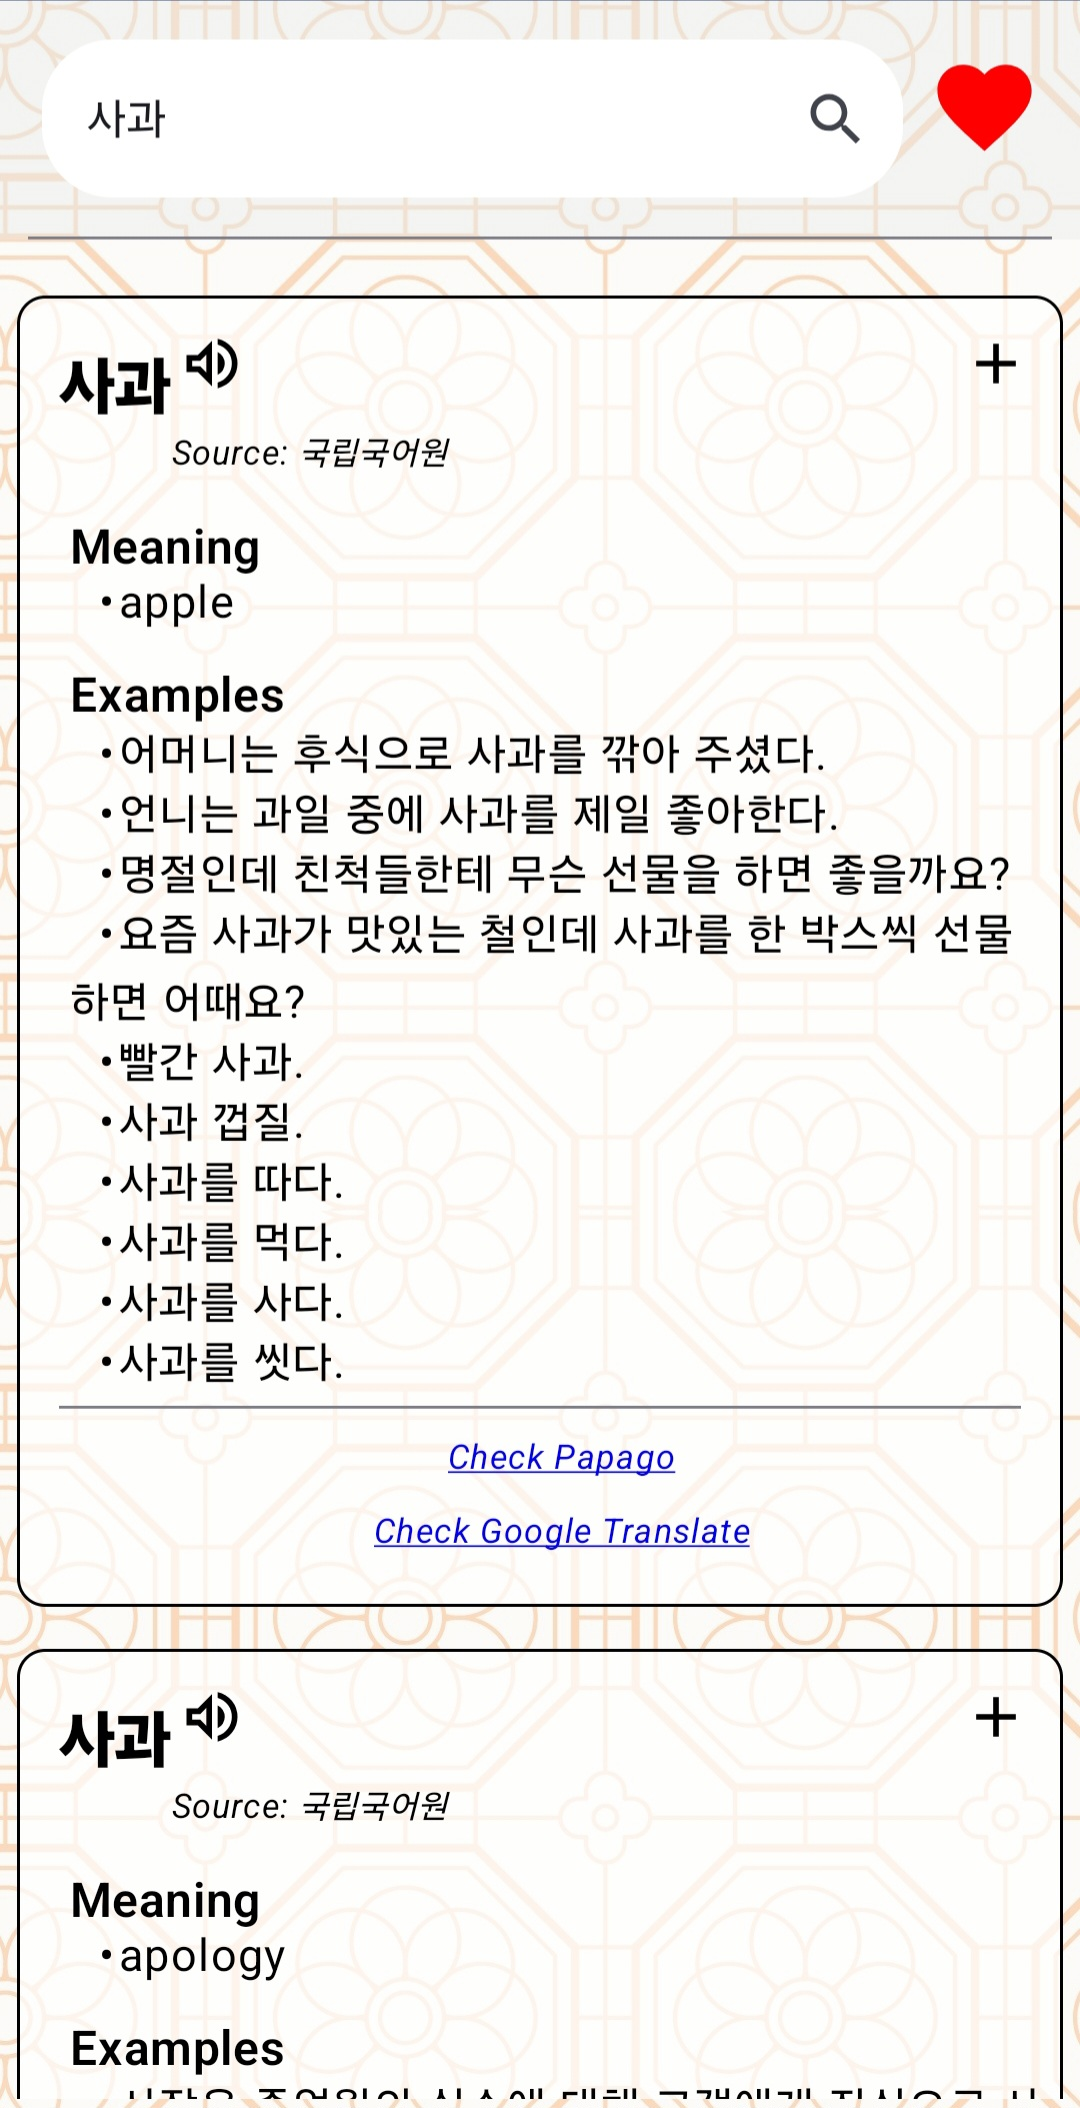 사과
사과
Source: 국립국어원
Meaning
•apple
Examples
•어머니는 후식으로 사과를 깎아 주셨다.
•언니는 과일 중에 사과를 제일 좋아한다.
•명절인데 친척들한테 무슨 선물을 하면 좋을까요?
•요즘 사과가 맛있는 철인데 사과를 한 박스씩 선물
하면 어때요?
•빨간 사과.
•사과 껍질.
•사과를 따다.
•사과를 먹다.
•사과를 사다.
•사과를 씻다.
Check Papago
Check Google Translate
사과
Source: 국립국어원
Meaning
•apology
Examples